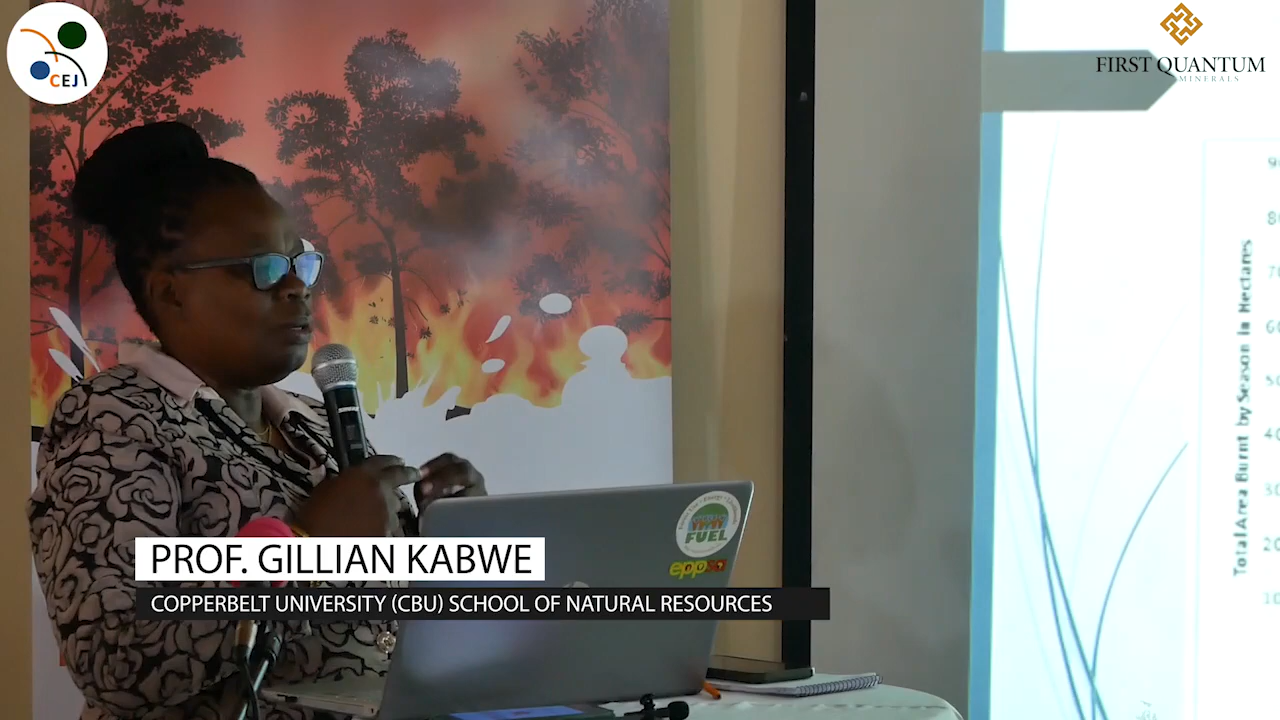 CEJ
FIRST QUANTUM
MINERALS
Total Area Burnt by Season in Hectares
FUEL
eppsa
PROF. GILLIAN KABWE
COPPERBELT UNIVERSITY (CBU) SCHOOL OF NATURAL RESOURCES